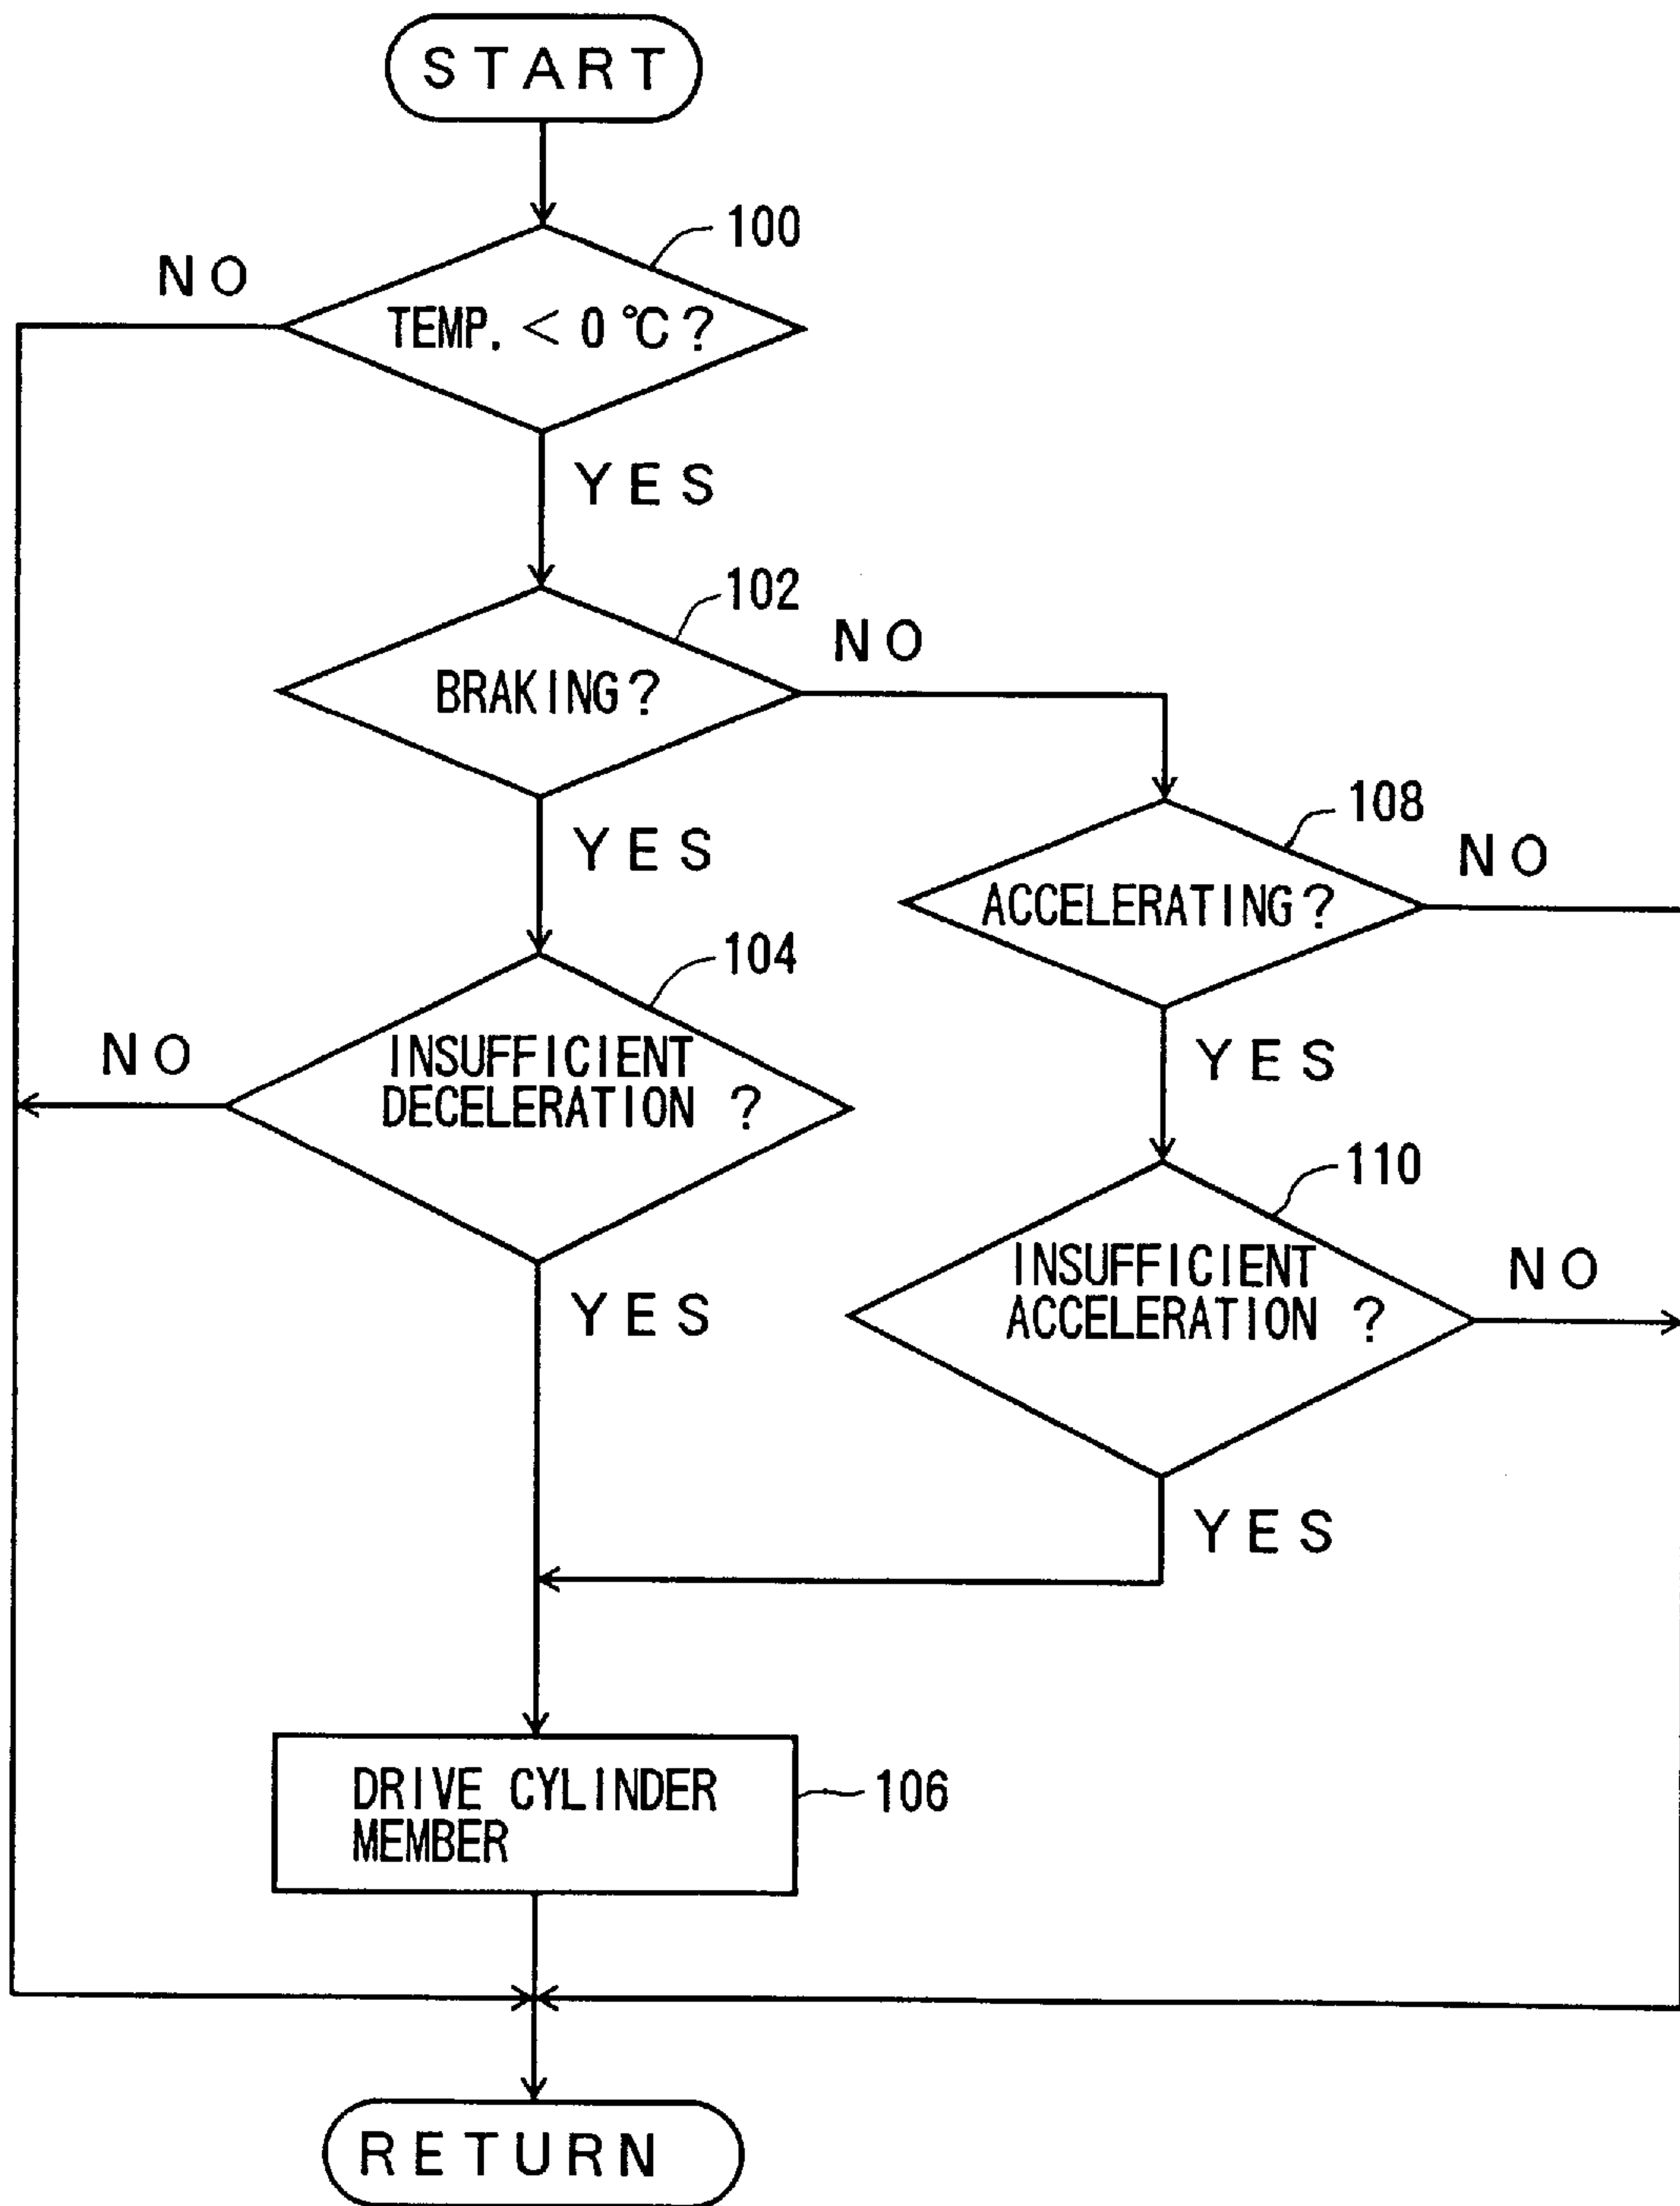 START
100
NO
TEMP. < 0 °C?
YES
102
NO
BRAKING?
108
YES
NO
ACCELERATING?
104
NO
INSUFFICIENT
DECELERATION ?
YES
110
INSUFFICIENT
ACCELERATION ?
NO
YES
YES
DRIVE CYLINDER
MEMBER
106
RETURN